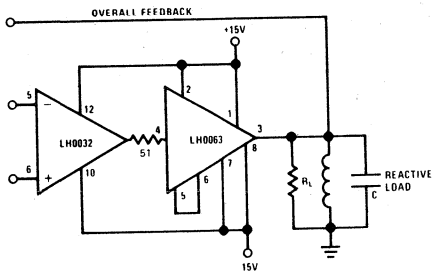 OVERALL FEEDBACK
+15V
5
12
2
1
−
LH0032
4
51
LH0063
3
8
7
6
+
10
6
5
R_L
C
REACTIVE
LOAD
15V